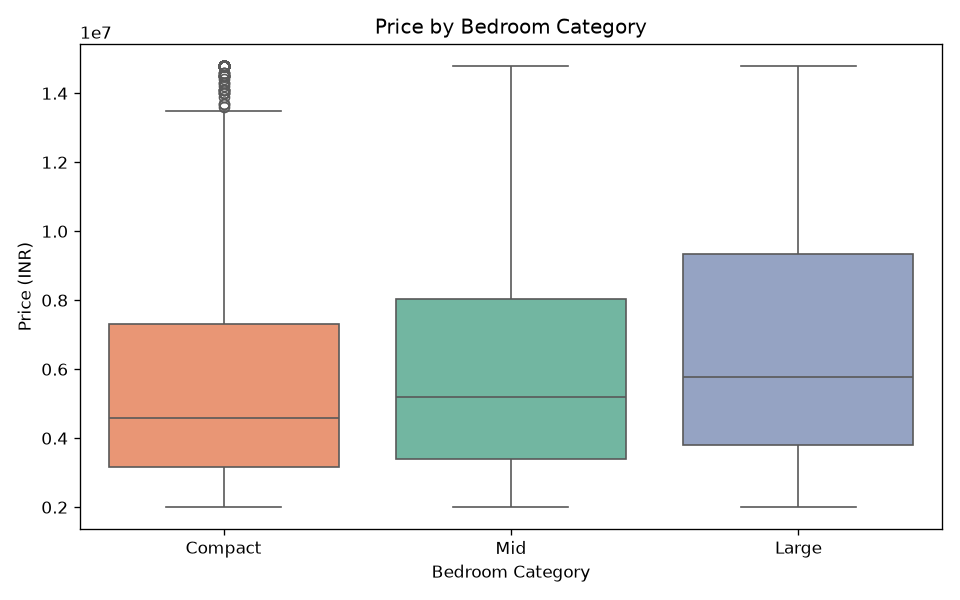 Price by Bedroom Category
1e7
1.4
1.2
1.0
0.8
0.6
0.4
0.2
Price (INR)
Compact Mid Large
Bedroom Category